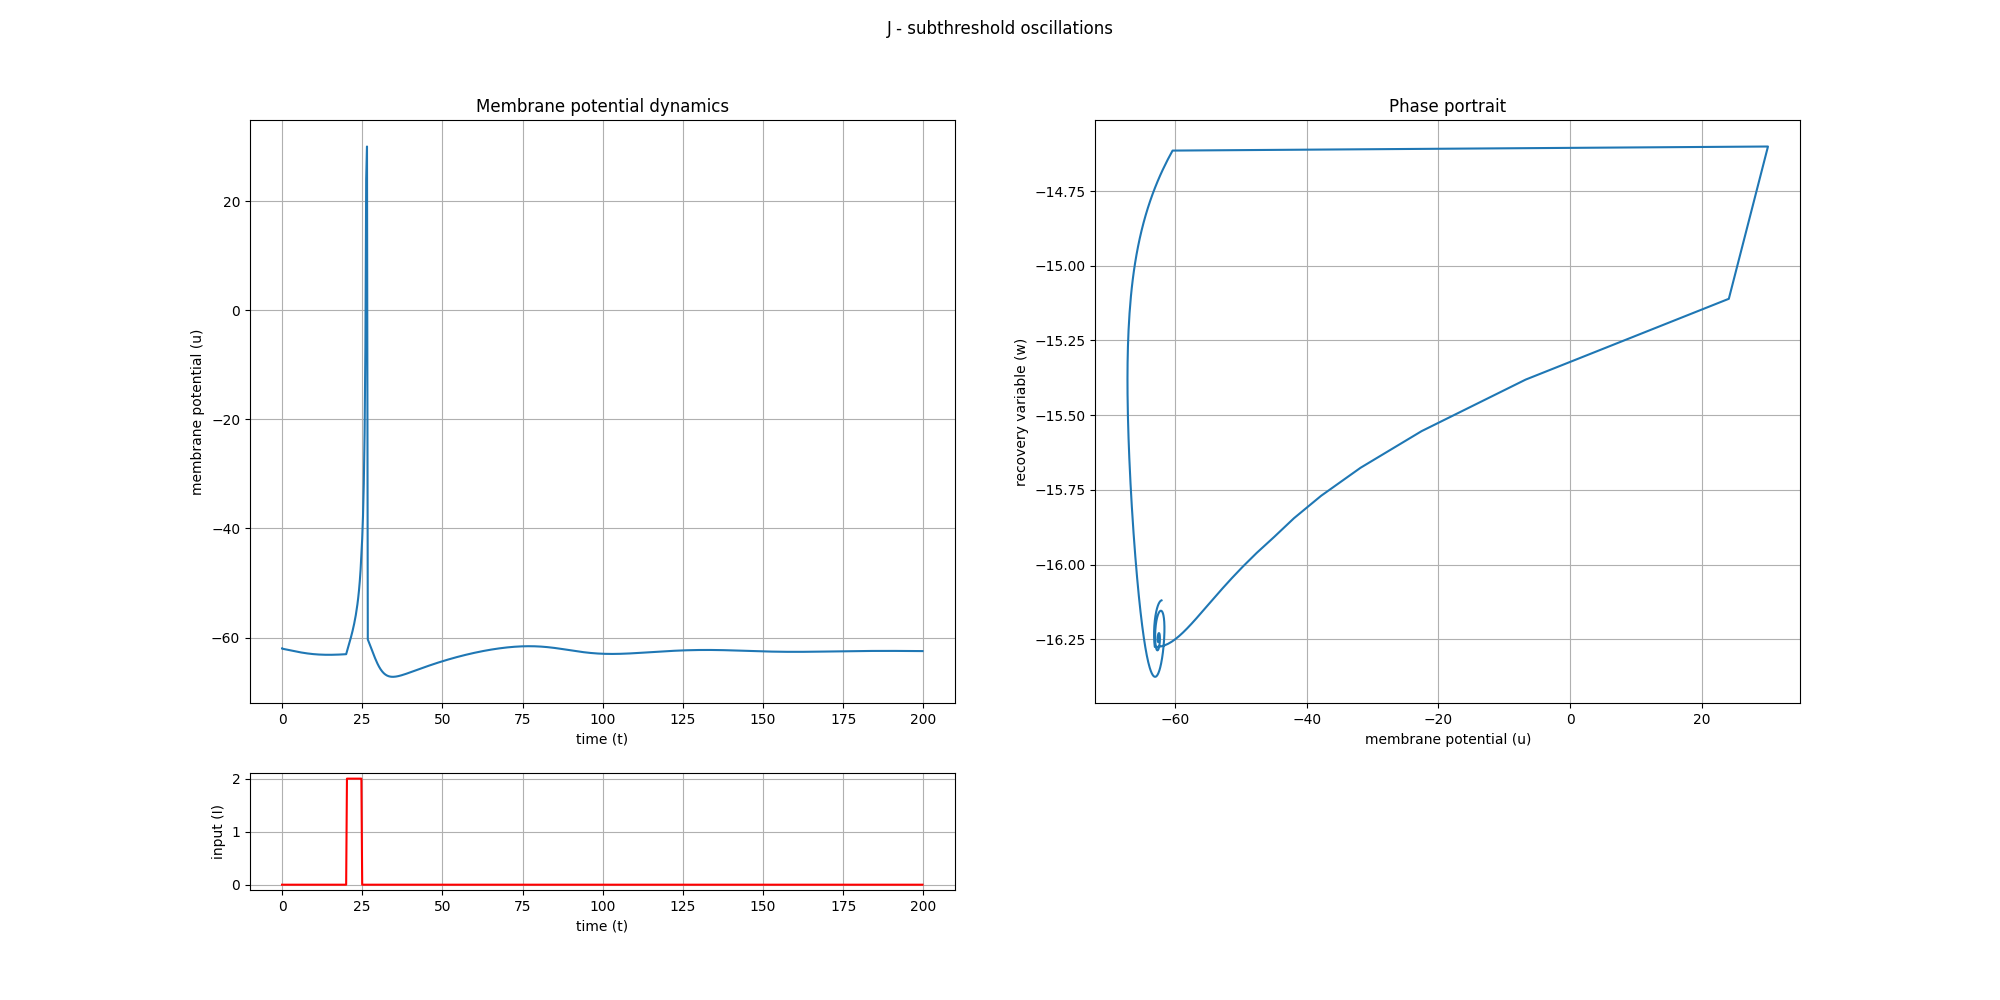 J - subthreshold oscillations
Membrane potential dynamics
20
0
−20
−40
−60
membrane potential (u)
0 25 50 75 100 125 150 175 200
time (t)
Phase portrait
−14.75
−15.00
−15.25
−15.50
−15.75
−16.00
−16.25
recovery variable (w)
−60 −40 −20 0 20
membrane potential (u)
2
1
0
input (I)
0 25 50 75 100 125 150 175 200
time (t)